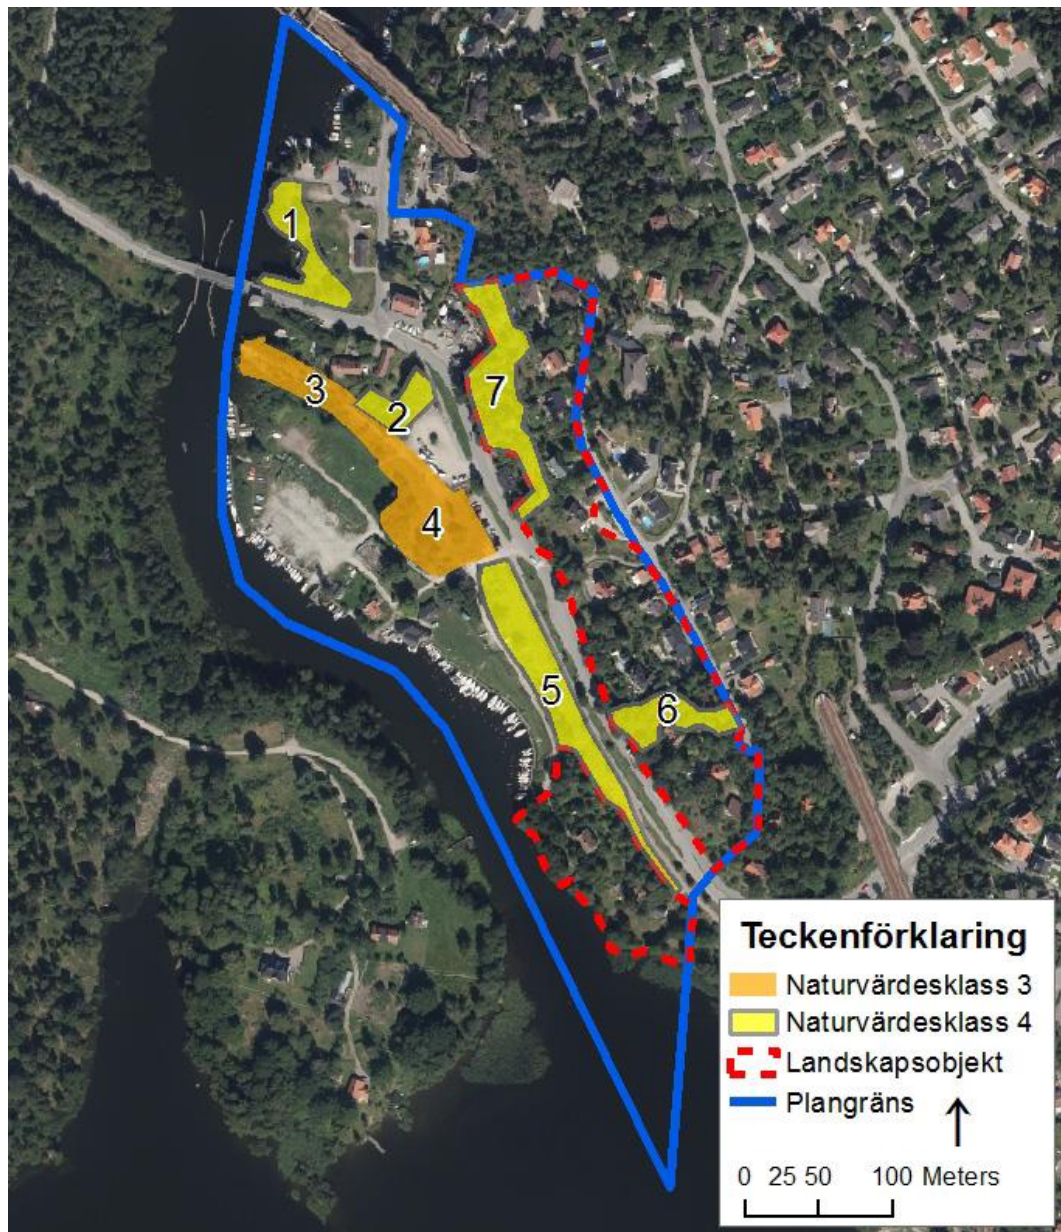 1
3
2
7
4
5
6
Teckenförklaring
Naturvärdesklass 3
Naturvärdesklass 4
Landskapsobjekt
Plangräns
0 25 50 100 Meters